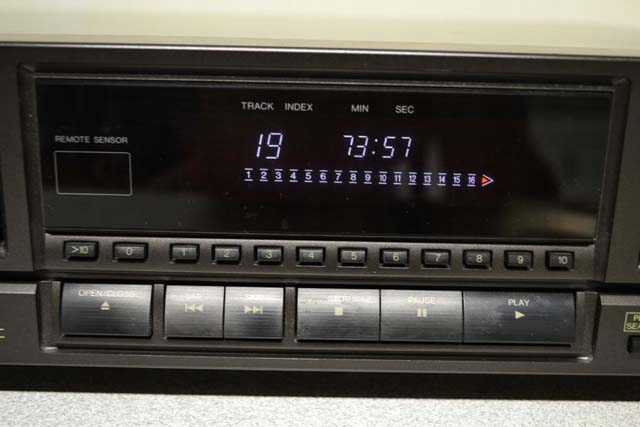 TRACK INDEX MIN SEC
REMOTE SENSOR
19 73:57
1 2 3 4 5 6 7 8 9 10 11 12 13 14 15 16
>10 0 1 2 3 4 5 6 7 8 9 10
OPEN/CLOSE SKIP SKIP STOP PAUSE PLAY